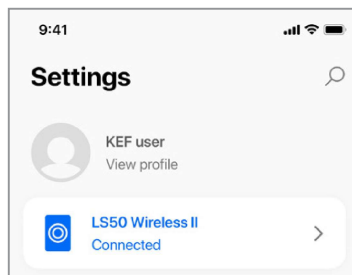 9:41
Settings
KEF user
View profile
LS50 Wireless II
Connected